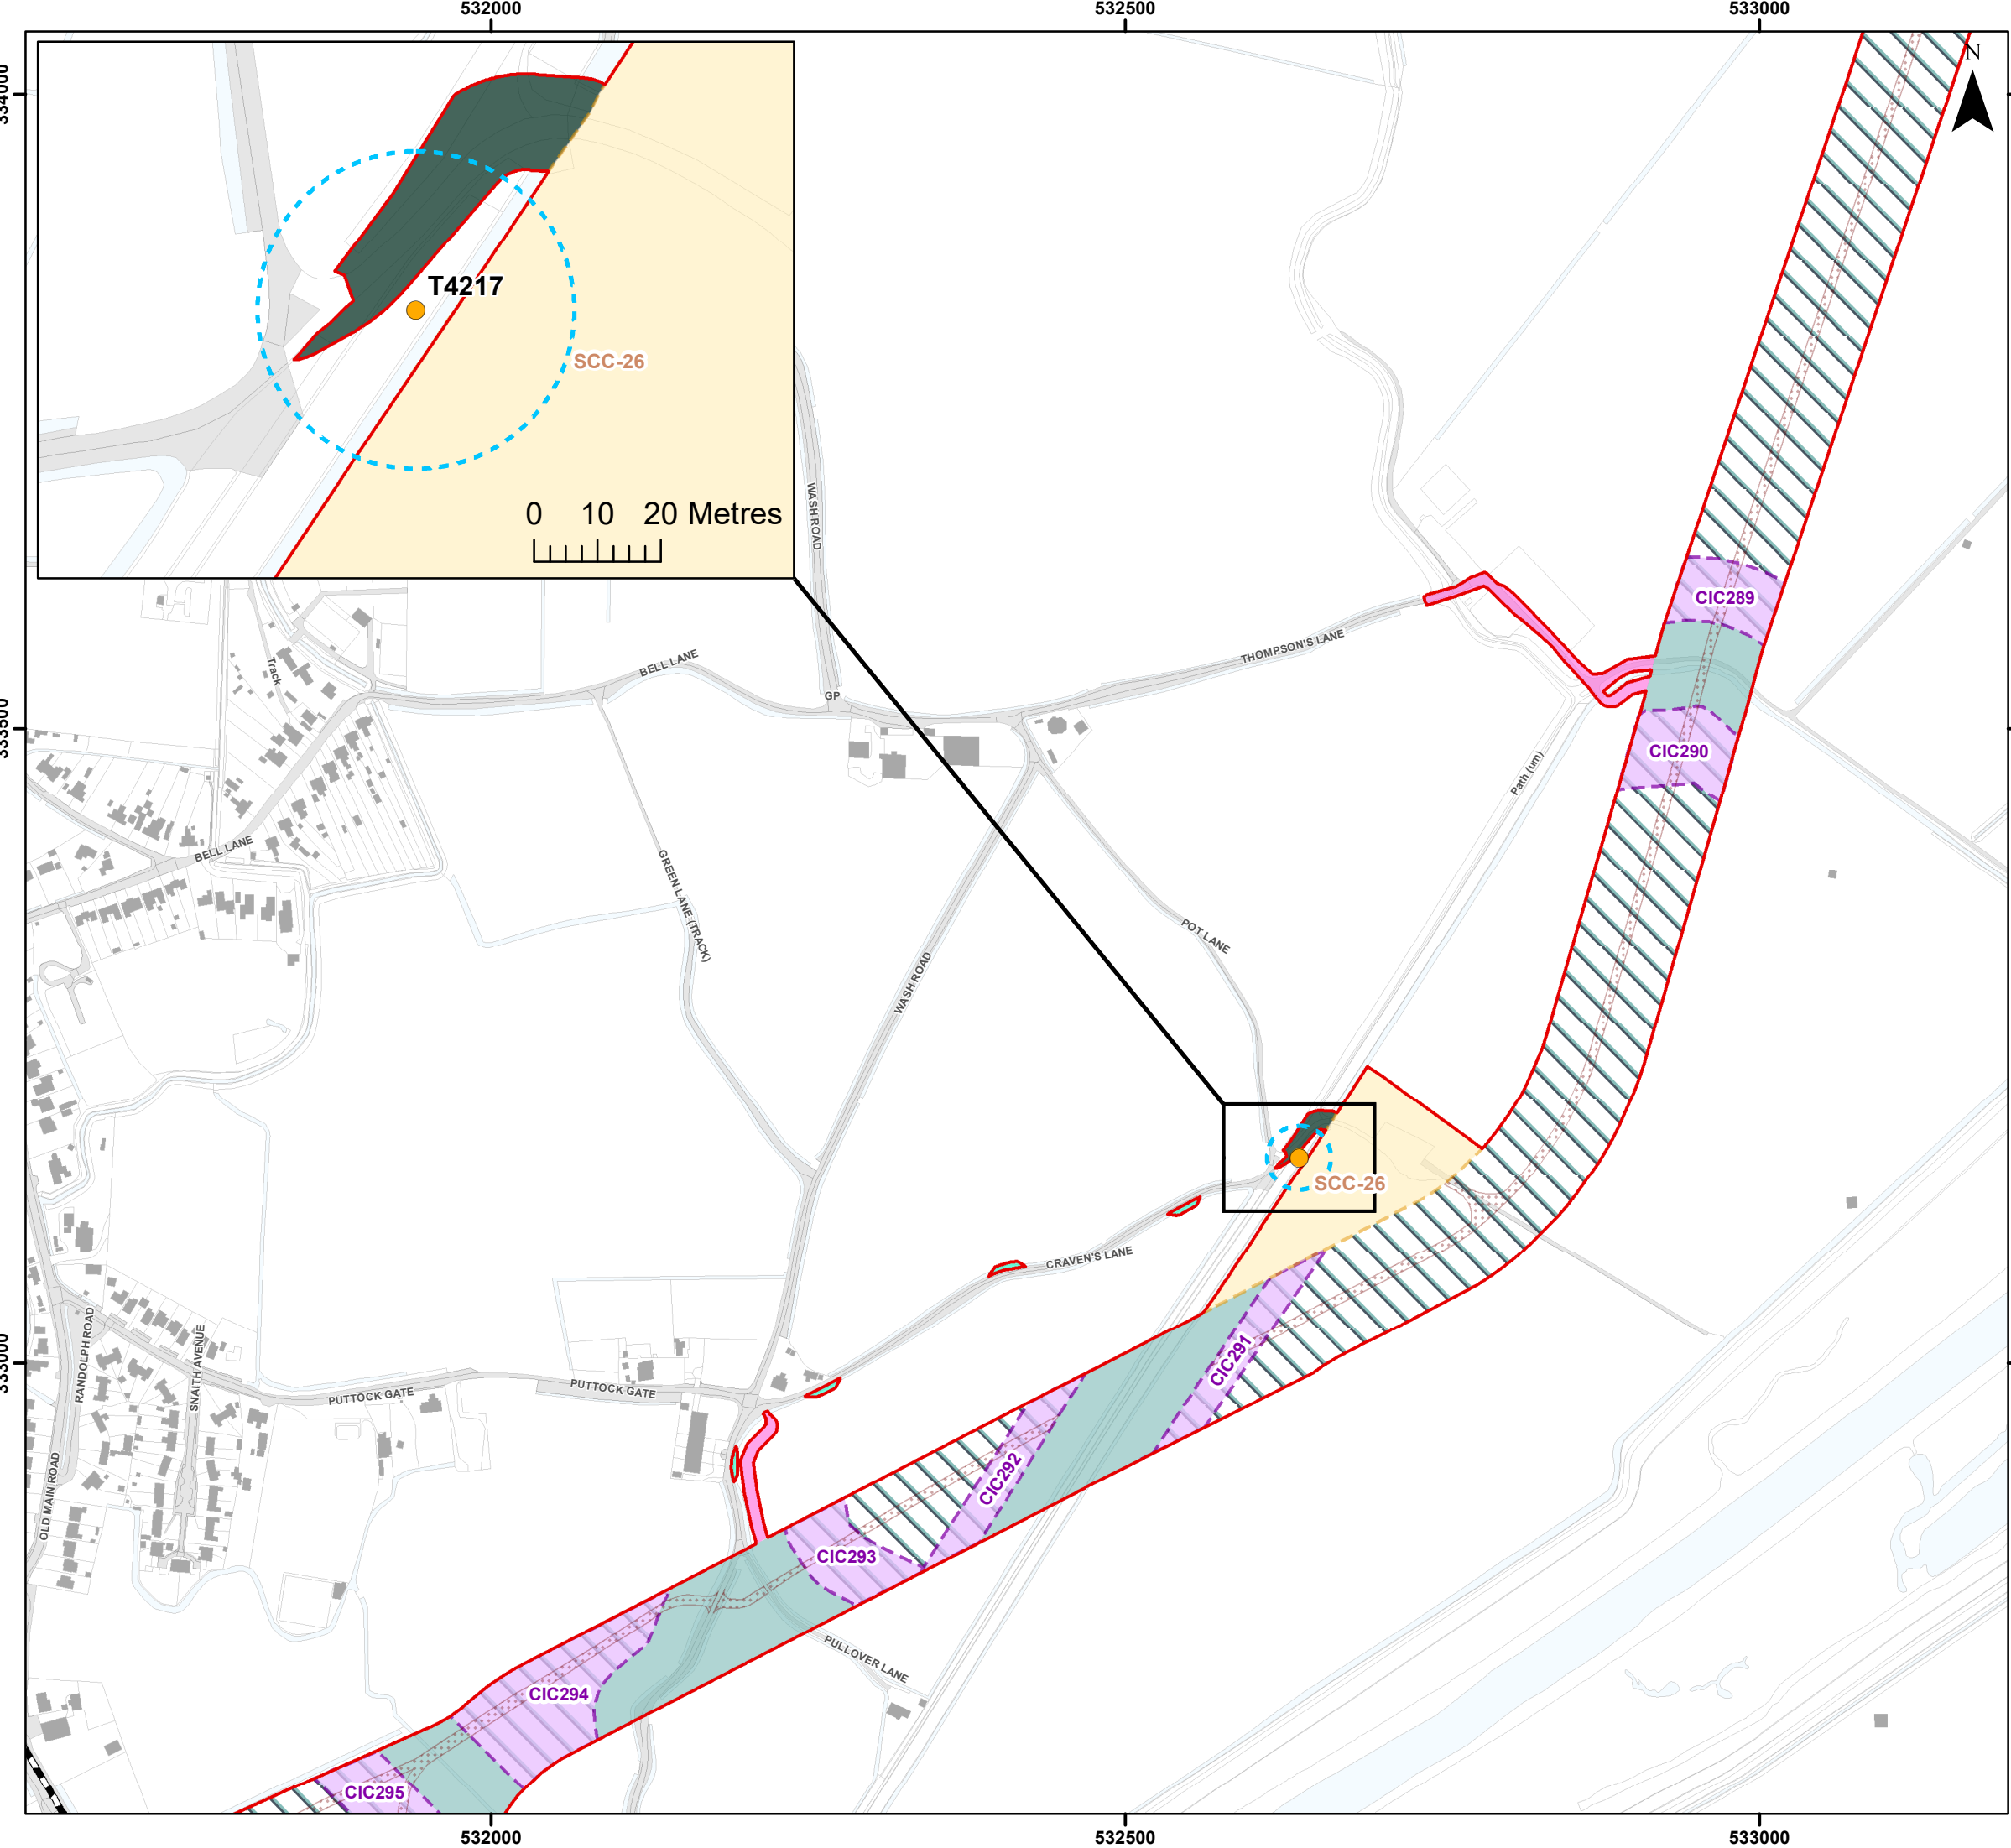 532000
532500
533000
N
334000
T4217
SCC-26
0 10 20 Metres
WASH ROAD
CIC289
THOMPSON'S LANE
BELL LANE
Track
GP
333500
CIC290
Path (um)
BELL LANE
GREEN LANE (TRACK)
POT LANE
WASH ROAD
SCC-26
CRAVEN'S LANE
RANDOLPH ROAD
SNAITH AVENUE
333000
CIC291
PUTTOCK GATE
PUTTOCK GATE
OLD MAIN ROAD
CIC292
CIC293
PULLOVER LANE
CIC294
CIC295
532000
532500
533000